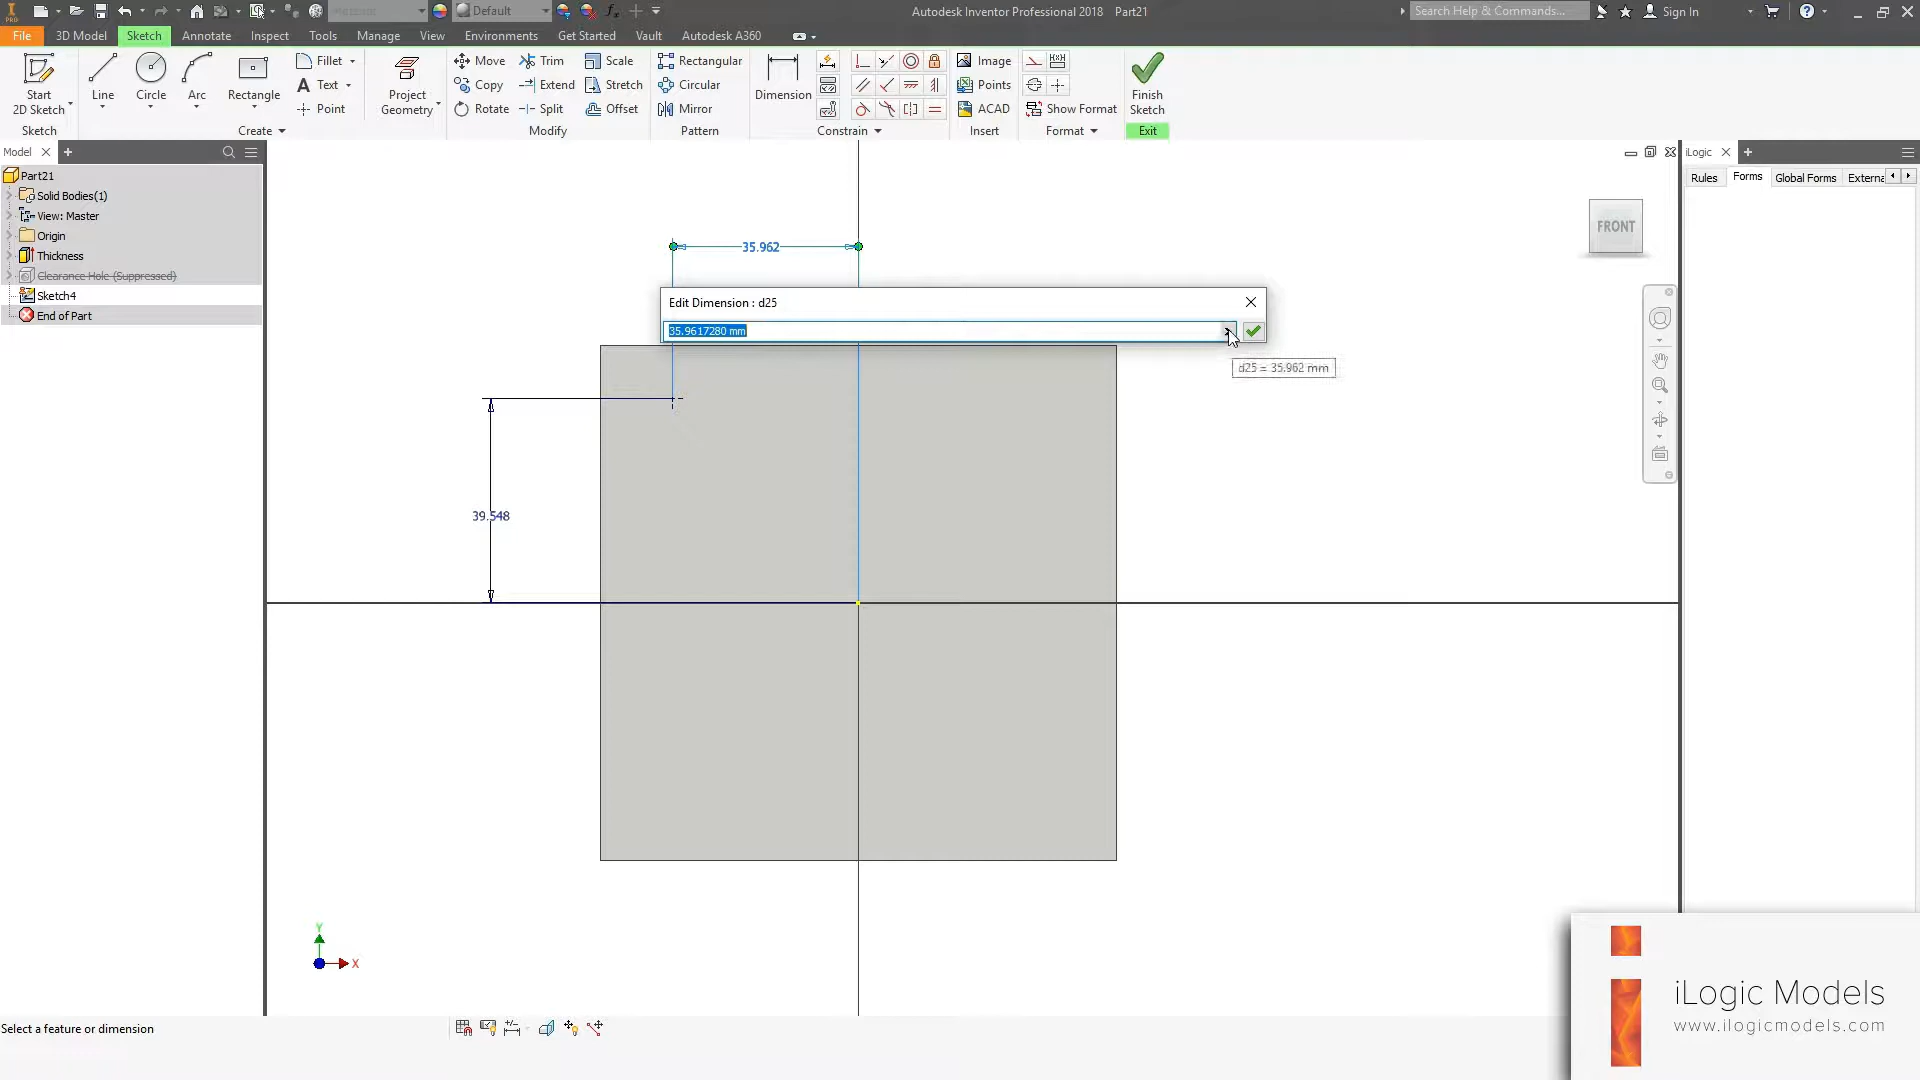 Material
Default
Autodesk Inventor Professional 2018 Part21
Search Help & Commands...
Sign In
PRO
File
3D Model
Sketch
Annotate
Inspect
Tools
Manage
View
Environments
Get Started
Vault
Autodesk A360
Start
2D Sketch
Line
Circle
Arc
Rectangle
Fillet
Text
Point
Project
Geometry
Move
Copy
Rotate
Trim
Extend
Split
Scale
Stretch
Offset
Rectangular
Circular
Mirror
Dimension
Image
Points
ACAD
Show Format
Finish
Sketch
Sketch
Create
Modify
Pattern
Constrain
Insert
Format
Exit
Model
iLogic
Part21
Solid Bodies(1)
View: Master
Origin
Thickness
Clearance Hole (Suppressed)
Sketch4
End of Part
Rules
Forms
Global Forms
Externa
FRONT
35.962
Edit Dimension : d25
35.9617280 mm
d25 = 35.962 mm
39.548
Y
X
iLogic Models
www.ilogicmodels.com
Select a feature or dimension